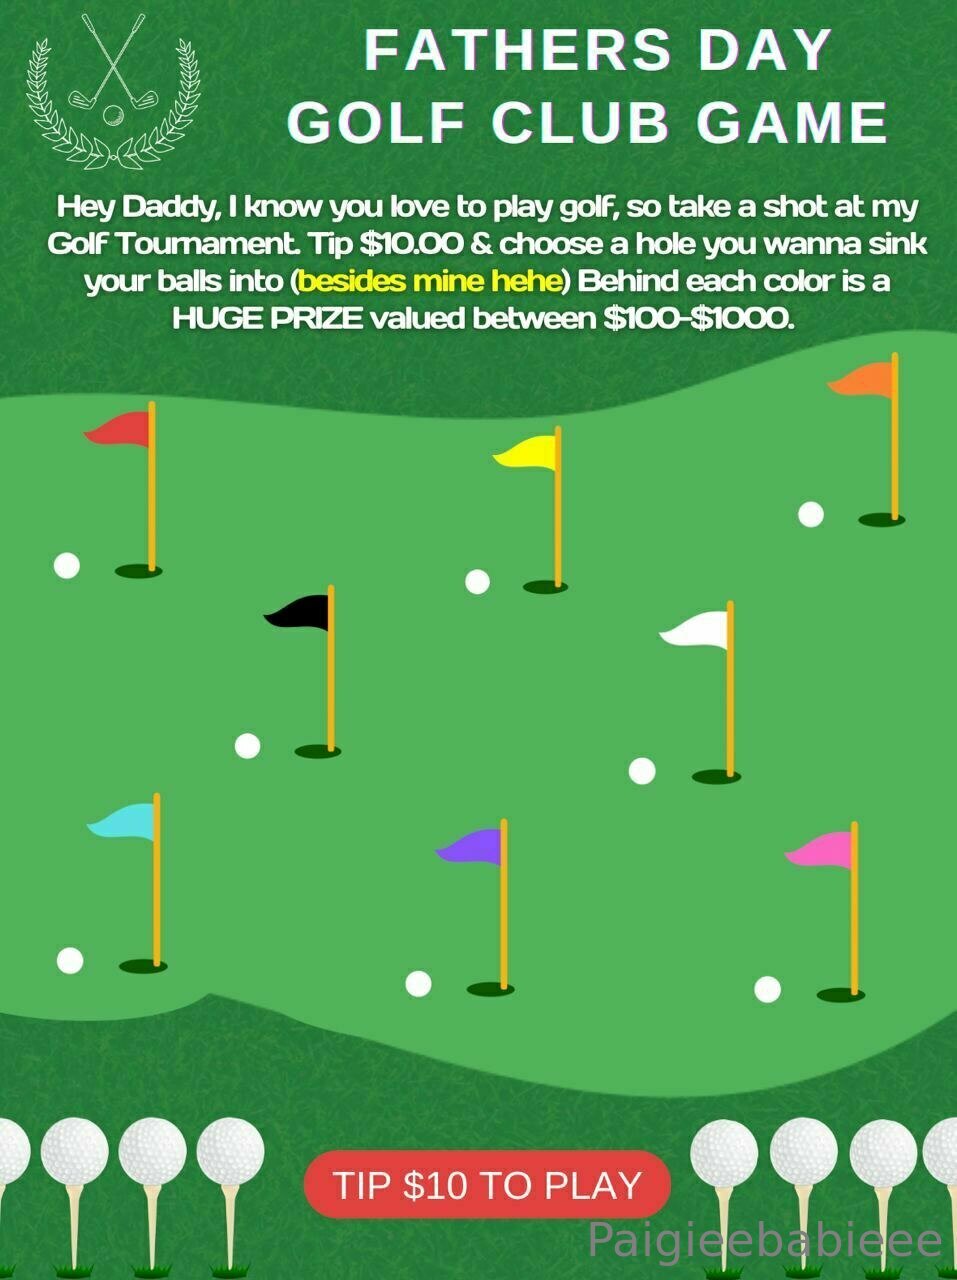 FATHERS DAY
GOLF CLUB GAME
Hey Daddy, I know you love to play golf, so take a shot at my
Golf Tournament. Tip $10.00 & choose a hole you wanna sink
your balls into (besides mine hehe) Behind each color is a
HUGE PRIZE valued between $100-$1000.
TIP $10 TO PLAY
Paigieebabieee